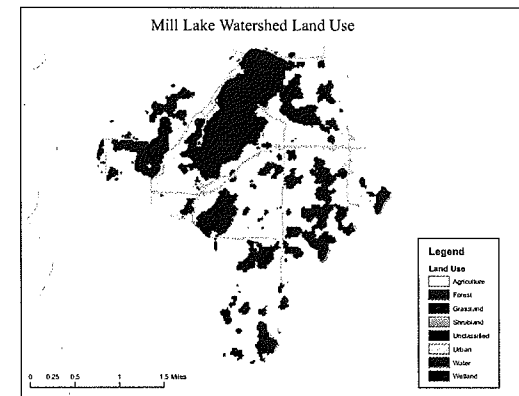 Mill Lake Watershed Land Use
Legend
Land Use
Agriculture
Forest
Grassland
Shrubland
Unclassified
Urban
Water
Wetland
0 0.25 0.5 1 1.5 Miles